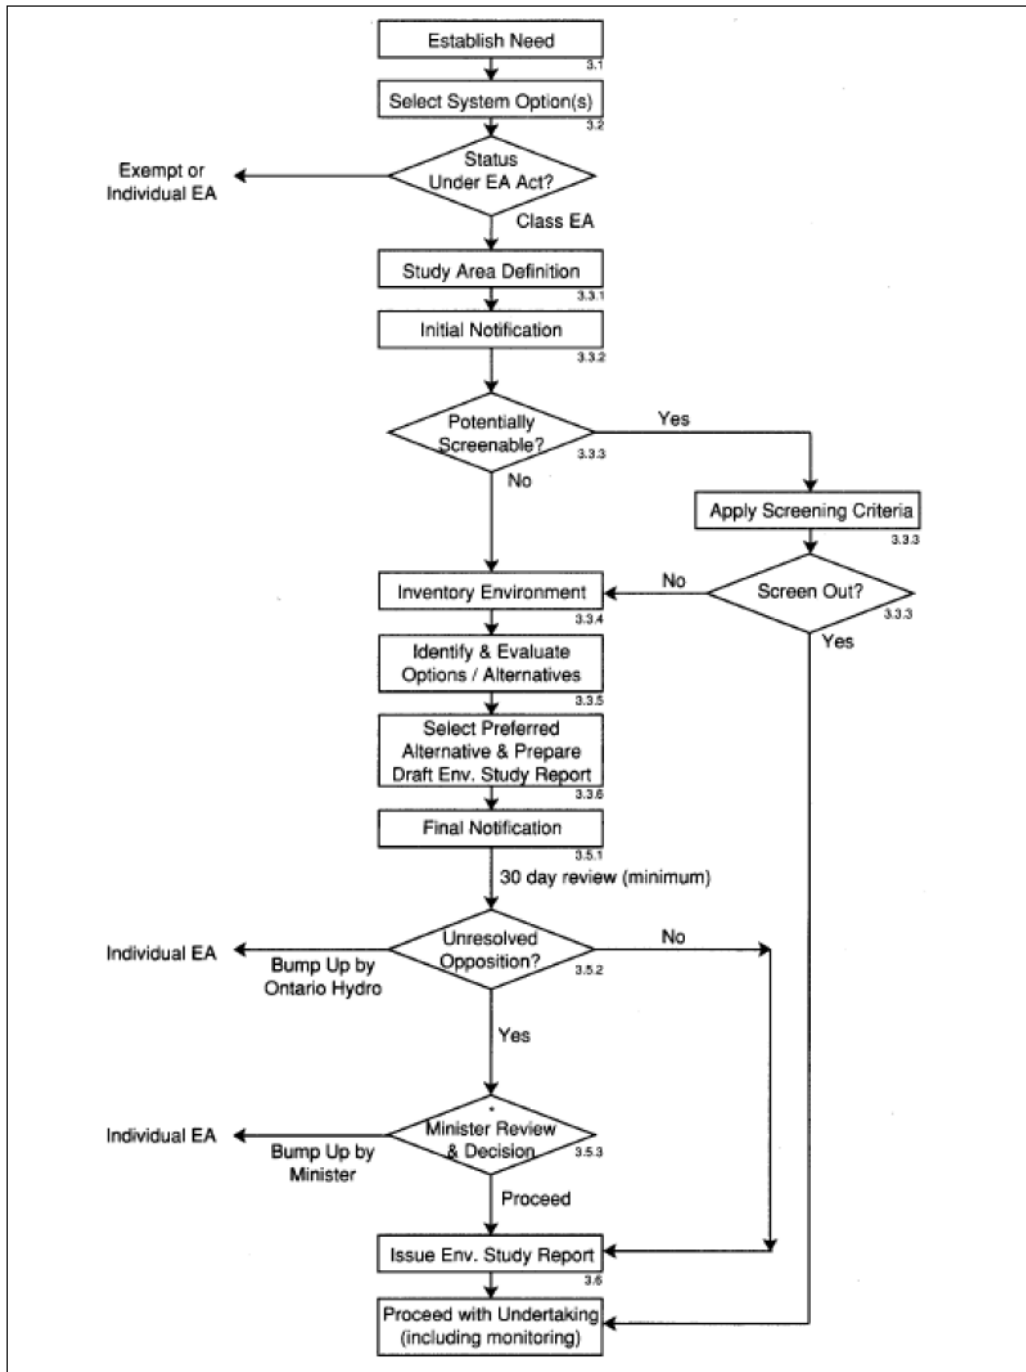 Establish Need
3.1
Select System Option(s)
3.2
Status
Under EA Act?
Exempt or
Individual EA
Class EA
Study Area Definition
3.3.1
Initial Notification
3.3.2
Potentially
Screenable?
3.3.3
Yes
No
Apply Screening Criteria
3.3.3
Screen Out?
3.3.3
No
Yes
Inventory Environment
3.3.4
Identify & Evaluate
Options / Alternatives
3.3.5
Select Preferred
Alternative & Prepare
Draft Env. Study Report
3.3.6
Final Notification
3.5.1
30 day review (minimum)
Unresolved
Opposition?
3.5.2
No
Individual EA
Bump Up by
Ontario Hydro
Yes
*
Minister Review
& Decision
3.5.3
Individual EA
Bump Up by
Minister
Proceed
Issue Env. Study Report
3.6
Proceed with Undertaking
(including monitoring)